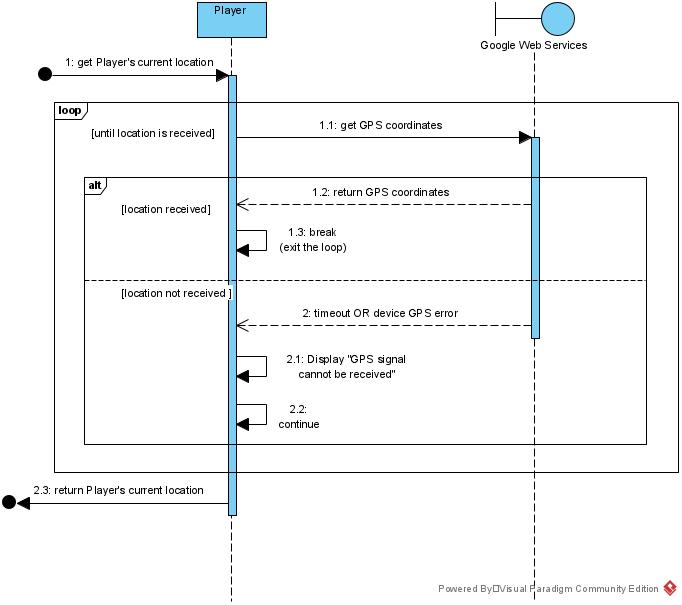 Player
Google Web Services
1: get Player's current location
loop
[until location is received]
1.1: get GPS coordinates
alt
1.2: return GPS coordinates
[location received]
1.3: break
(exit the loop)
[location not received ]
2: timeout OR device GPS error
2.1: Display "GPS signal
cannot be received"
2.2:
continue
2.3: return Player's current location
Powered By□Visual Paradigm Community Edition